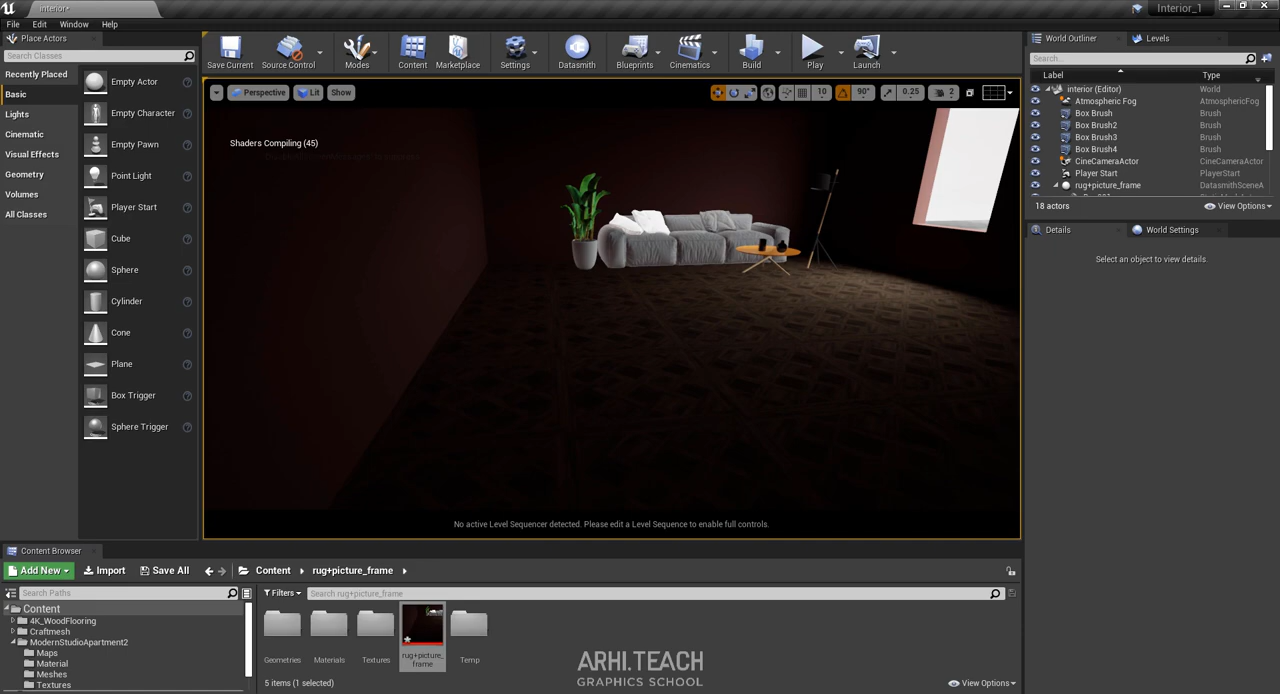 interior•
Interior_1
File Edit Window Help
Place Actors
Search Classes
Recently Placed
Basic
Lights
Cinematic
Visual Effects
Geometry
Volumes
All Classes
Empty Actor
Empty Character
Empty Pawn
Point Light
Player Start
Cube
Sphere
Cylinder
Cone
Plane
Box Trigger
Sphere Trigger
Save Current Source Control Modes Content Marketplace Settings Datasmith Blueprints Cinematics Build Play Launch
Perspective Lit Show 10 90° 0.25 2
Shaders Compiling (45)
No active Level Sequencer detected. Please edit a Level Sequence to enable full controls.
World Outliner Levels
Search...
Label Type
interior (Editor) World
Atmospheric Fog AtmosphericFog
Box Brush Brush
Box Brush2 Brush
Box Brush3 Brush
Box Brush4 Brush
CineCameraActor CineCameraActor
Player Start PlayerStart
rug+picture_frame DatasmithSceneA
18 actors View Options
Details World Settings
Select an object to view details.
Content Browser
Add New Import Save All Content rug+picture_frame
Search Paths
Content
4K_WoodFlooring
Craftmesh
ModernStudioApartment2
Maps
Material
Meshes
Textures
Filters Search rug+picture_frame
Geometries Materials Textures rug+picture_
frame Temp
5 items (1 selected) View Options
ARHI.TEACH
GRAPHICS SCHOOL